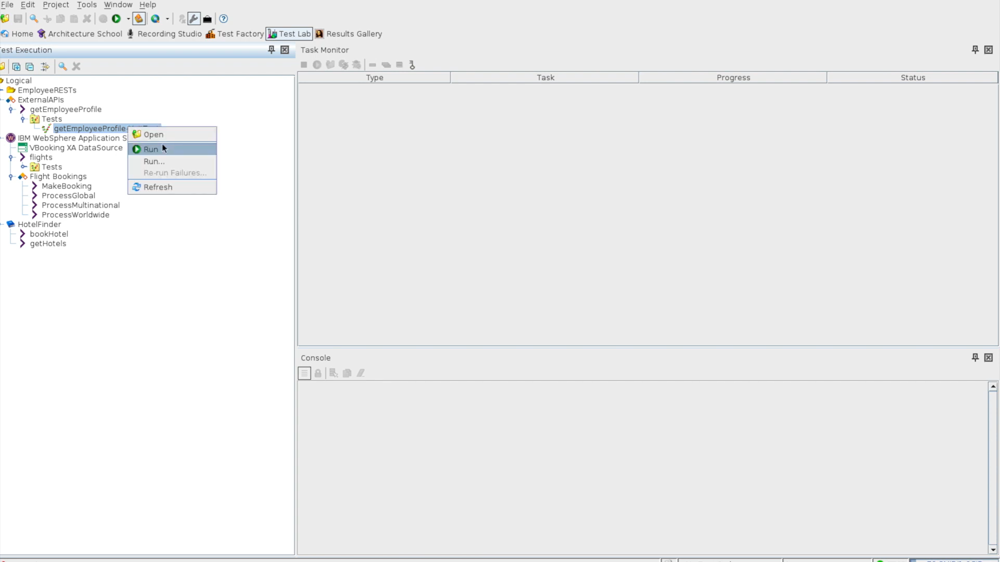 File Edit Project Tools Window Help
Home Architecture School Recording Studio Test Factory Test Lab Results Gallery
est Execution
Task Monitor
Type Task Progress Status
Logical
EmployeeRESTs
ExternalAPIs
getEmployeeProfile
Tests
getEmployeeProfile
Open
IBM WebSphere Application S
VBooking XA DataSource
Run
flights
Run...
Tests
Re-run Failures...
Flight Bookings
MakeBooking
Refresh
ProcessGlobal
ProcessMultinational
ProcessWorldwide
HotelFinder
bookHotel
getHotels
Console